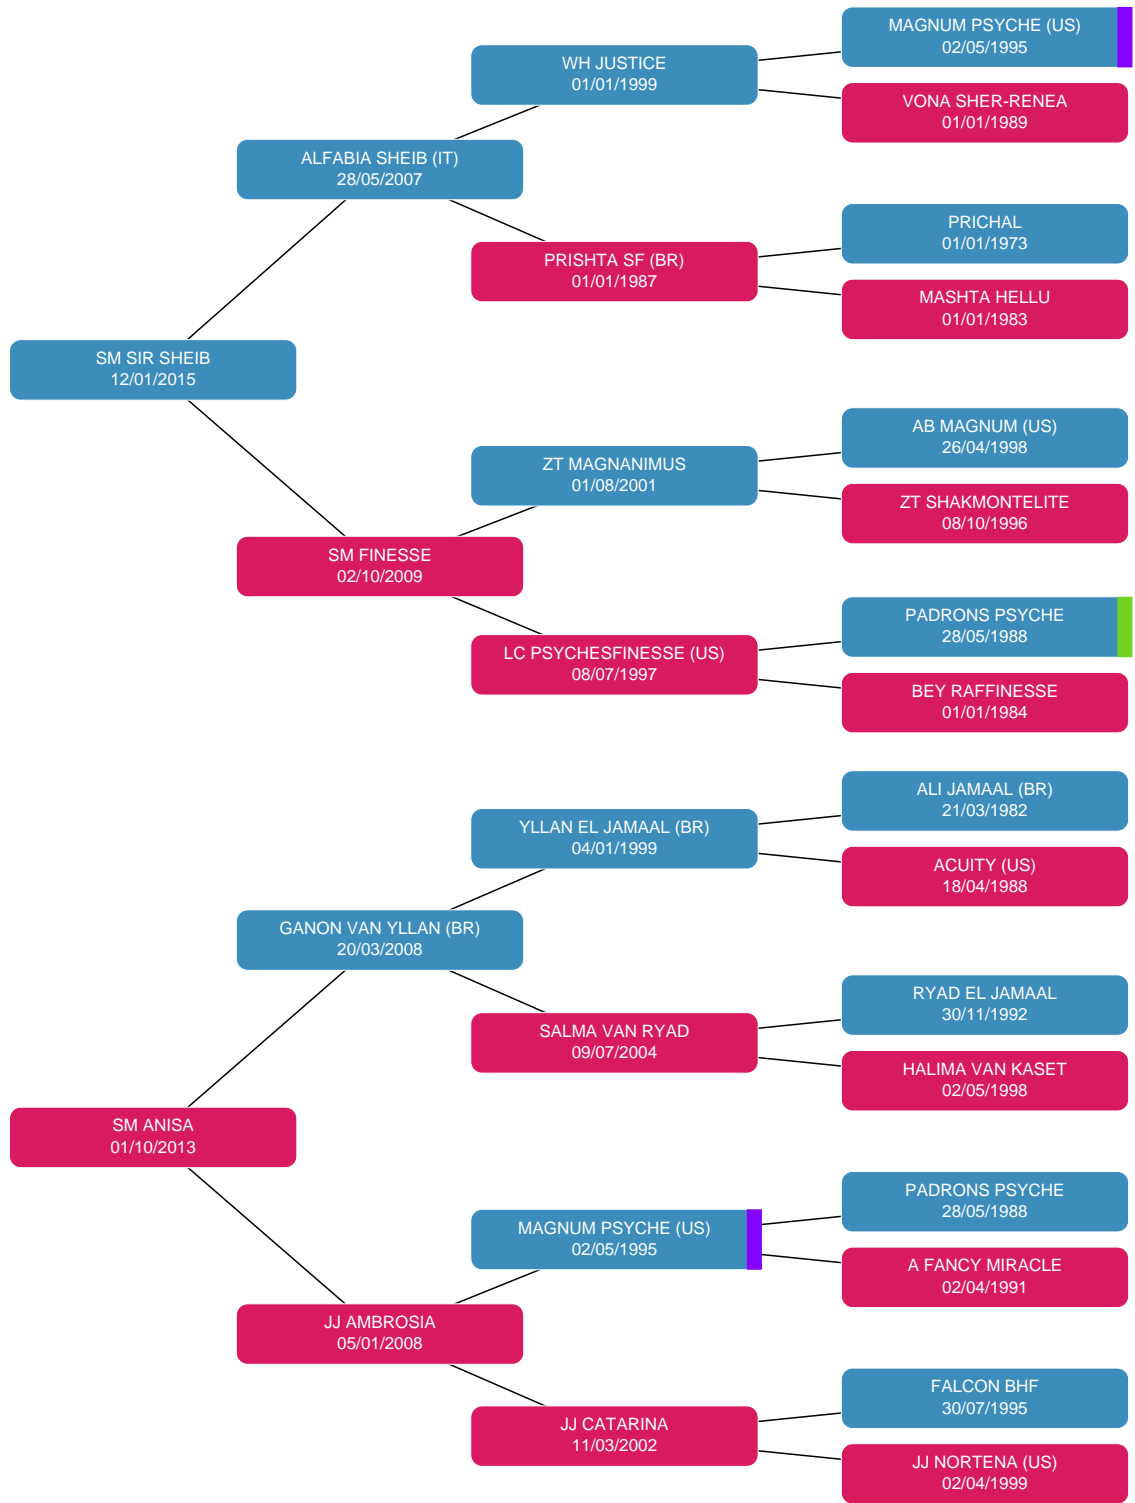 MAGNUM PSYCHE (US)
02/05/1995
WH JUSTICE
01/01/1999
VONA SHER-RENEA
01/01/1989
ALFABIA SHEIB (IT)
28/05/2007
PRICHAL
01/01/1973
PRISHTA SF (BR)
01/01/1987
MASHTA HELLU
01/01/1983
SM SIR SHEIB
12/01/2015
AB MAGNUM (US)
26/04/1998
ZT MAGNANIMUS
01/08/2001
ZT SHAKMONTELITE
08/10/1996
SM FINESSE
02/10/2009
PADRONS PSYCHE
28/05/1988
LC PSYCHESFINESSE (US)
08/07/1997
BEY RAFFINESSE
01/01/1984
ALI JAMAAL (BR)
21/03/1982
YLLAN EL JAMAAL (BR)
04/01/1999
ACUITY (US)
18/04/1988
GANON VAN YLLAN (BR)
20/03/2008
RYAD EL JAMAAL
30/11/1992
SALMA VAN RYAD
09/07/2004
HALIMA VAN KASET
02/05/1998
SM ANISA
01/10/2013
PADRONS PSYCHE
28/05/1988
MAGNUM PSYCHE (US)
02/05/1995
A FANCY MIRACLE
02/04/1991
JJ AMBROSIA
05/01/2008
FALCON BHF
30/07/1995
JJ CATARINA
11/03/2002
JJ NORTENA (US)
02/04/1999